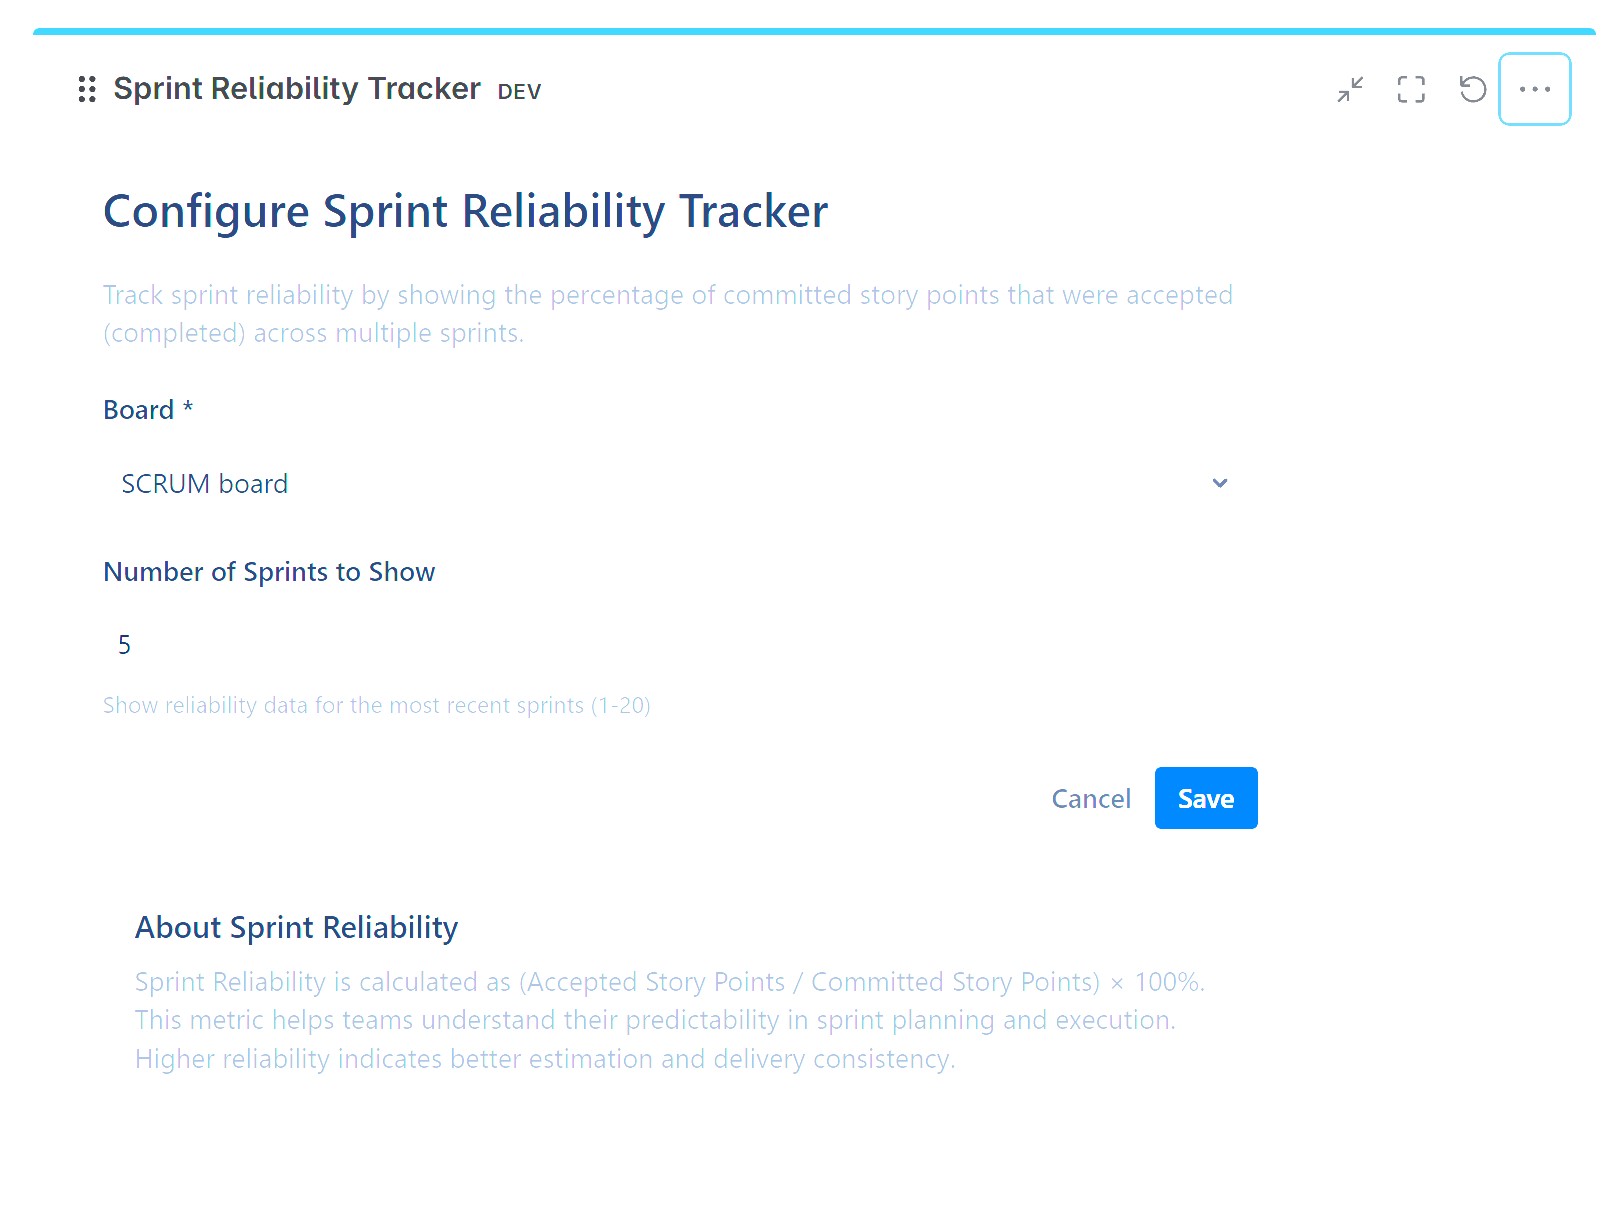 Sprint Reliability Tracker DEV
Configure Sprint Reliability Tracker
Track sprint reliability by showing the percentage of committed story points that were accepted
(completed) across multiple sprints.
Board *
SCRUM board
Number of Sprints to Show
5
Show reliability data for the most recent sprints (1-20)
Cancel Save
About Sprint Reliability
Sprint Reliability is calculated as (Accepted Story Points / Committed Story Points) × 100%.
This metric helps teams understand their predictability in sprint planning and execution.
Higher reliability indicates better estimation and delivery consistency.